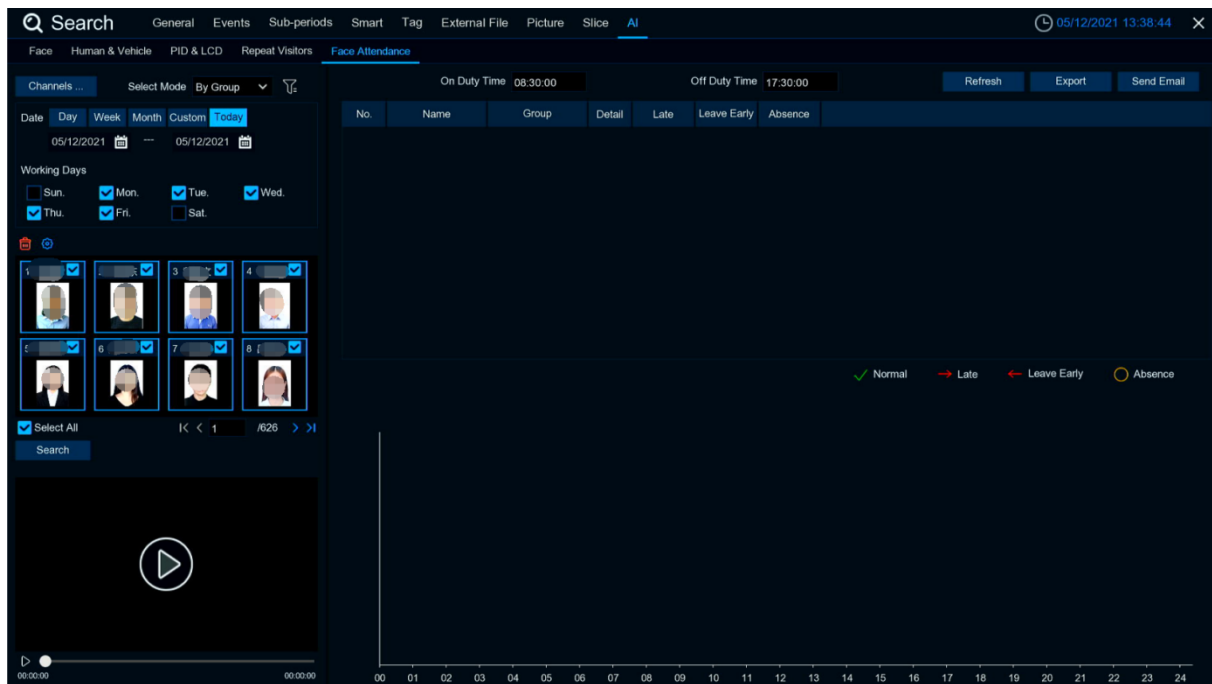 Search General Events Sub-periods Smart Tag External File Picture Slice AI 05/12/2021 13:38:44
Face Human & Vehicle PID & LCD Repeat Visitors Face Attendance
Channels ... Select Mode By Group
On Duty Time 08:30:00 Off Duty Time 17:30:00 Refresh Export Send Email
Date Day Week Month Custom Today
No. Name Group Detail Late Leave Early Absence
05/12/2021 --- 05/12/2021
Working Days
Sun. Mon. Tue. Wed.
Thu. Fri. Sat.
3 4
6 7 8
Normal Late Leave Early Absence
Select All 1 /626
Search
00:00:00 00:00:00
00 01 02 03 04 05 06 07 08 09 10 11 12 13 14 15 16 17 18 19 20 21 22 23 24